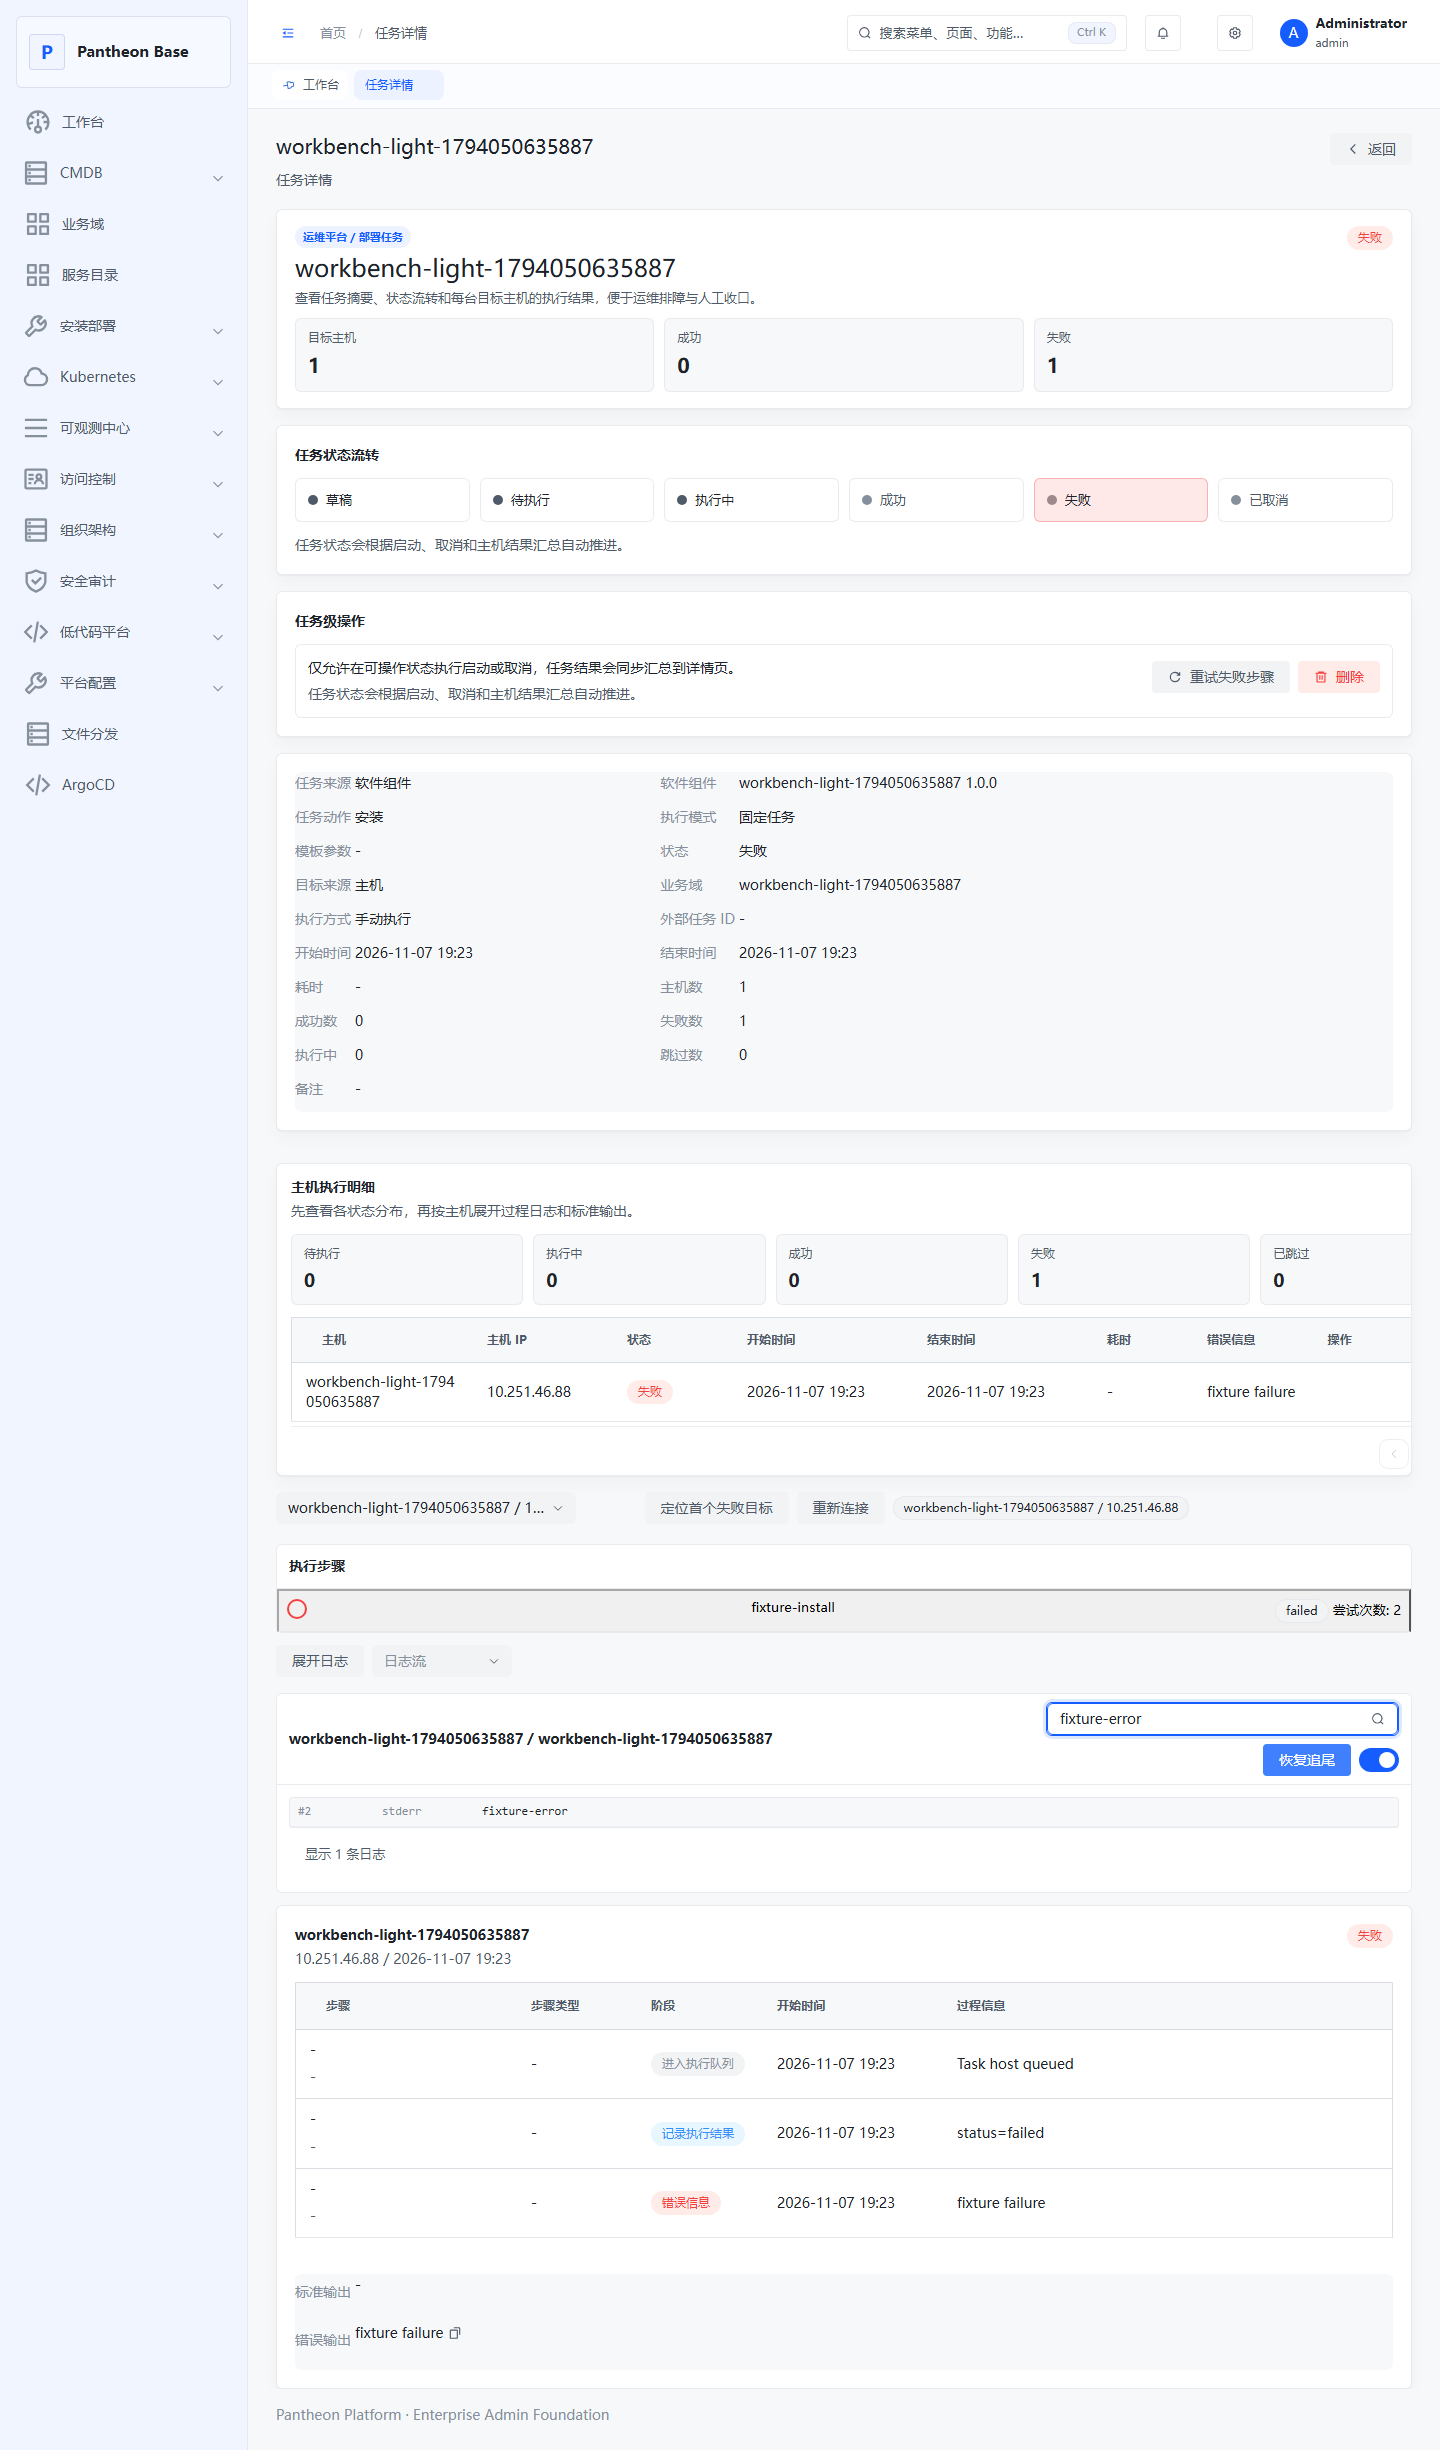 P Pantheon Base
工作台
CMDB
业务域
服务目录
安装部署
Kubernetes
可观测中心
访问控制
组织架构
安全审计
低代码平台
平台配置
文件分发
ArgoCD
首页 / 任务详情
搜索菜单、页面、功能... Ctrl K
A Administrator
admin
工作台 任务详情
workbench-light-1794050635887
任务详情
返回
运维平台 / 部署任务
失败
workbench-light-1794050635887
查看任务摘要、状态流转和每台目标主机的执行结果，便于运维排障与人工收口。
目标主机 成功 失败
1 0 1
任务状态流转
草稿 待执行 执行中 成功 失败 已取消
任务状态会根据启动、取消和主机结果汇总自动推进。
任务级操作
仅允许在可操作状态执行启动或取消，任务结果会同步汇总到详情页。
任务状态会根据启动、取消和主机结果汇总自动推进。
重试失败步骤 删除
任务来源 软件组件 软件组件 workbench-light-1794050635887 1.0.0
任务动作 安装 执行模式 固定任务
模板参数 - 状态 失败
目标来源 主机 业务域 workbench-light-1794050635887
执行方式 手动执行 外部任务 ID -
开始时间 2026-11-07 19:23 结束时间 2026-11-07 19:23
耗时 - 主机数 1
成功数 0 失败数 1
执行中 0 跳过数 0
备注 -
主机执行明细
先查看各状态分布，再按主机展开过程日志和标准输出。
待执行 执行中 成功 失败 已跳过
0 0 0 1 0
主机 主机 IP 状态 开始时间 结束时间 耗时 错误信息 操作
workbench-light-1794
050635887 10.251.46.88 失败 2026-11-07 19:23 2026-11-07 19:23 - fixture failure
workbench-light-1794050635887 / 1... 定位首个失败目标 重新连接 workbench-light-1794050635887 / 10.251.46.88
执行步骤
fixture-install failed 尝试次数: 2
展开日志 日志流
fixture-error
workbench-light-1794050635887 / workbench-light-1794050635887
恢复追尾
#2 stderr fixture-error
显示 1 条日志
workbench-light-1794050635887 失败
10.251.46.88 / 2026-11-07 19:23
步骤 步骤类型 阶段 开始时间 过程信息
-
- - 进入执行队列 2026-11-07 19:23 Task host queued
-
- - 记录执行结果 2026-11-07 19:23 status=failed
-
- - 错误信息 2026-11-07 19:23 fixture failure
标准输出 -
错误输出 fixture failure
Pantheon Platform · Enterprise Admin Foundation